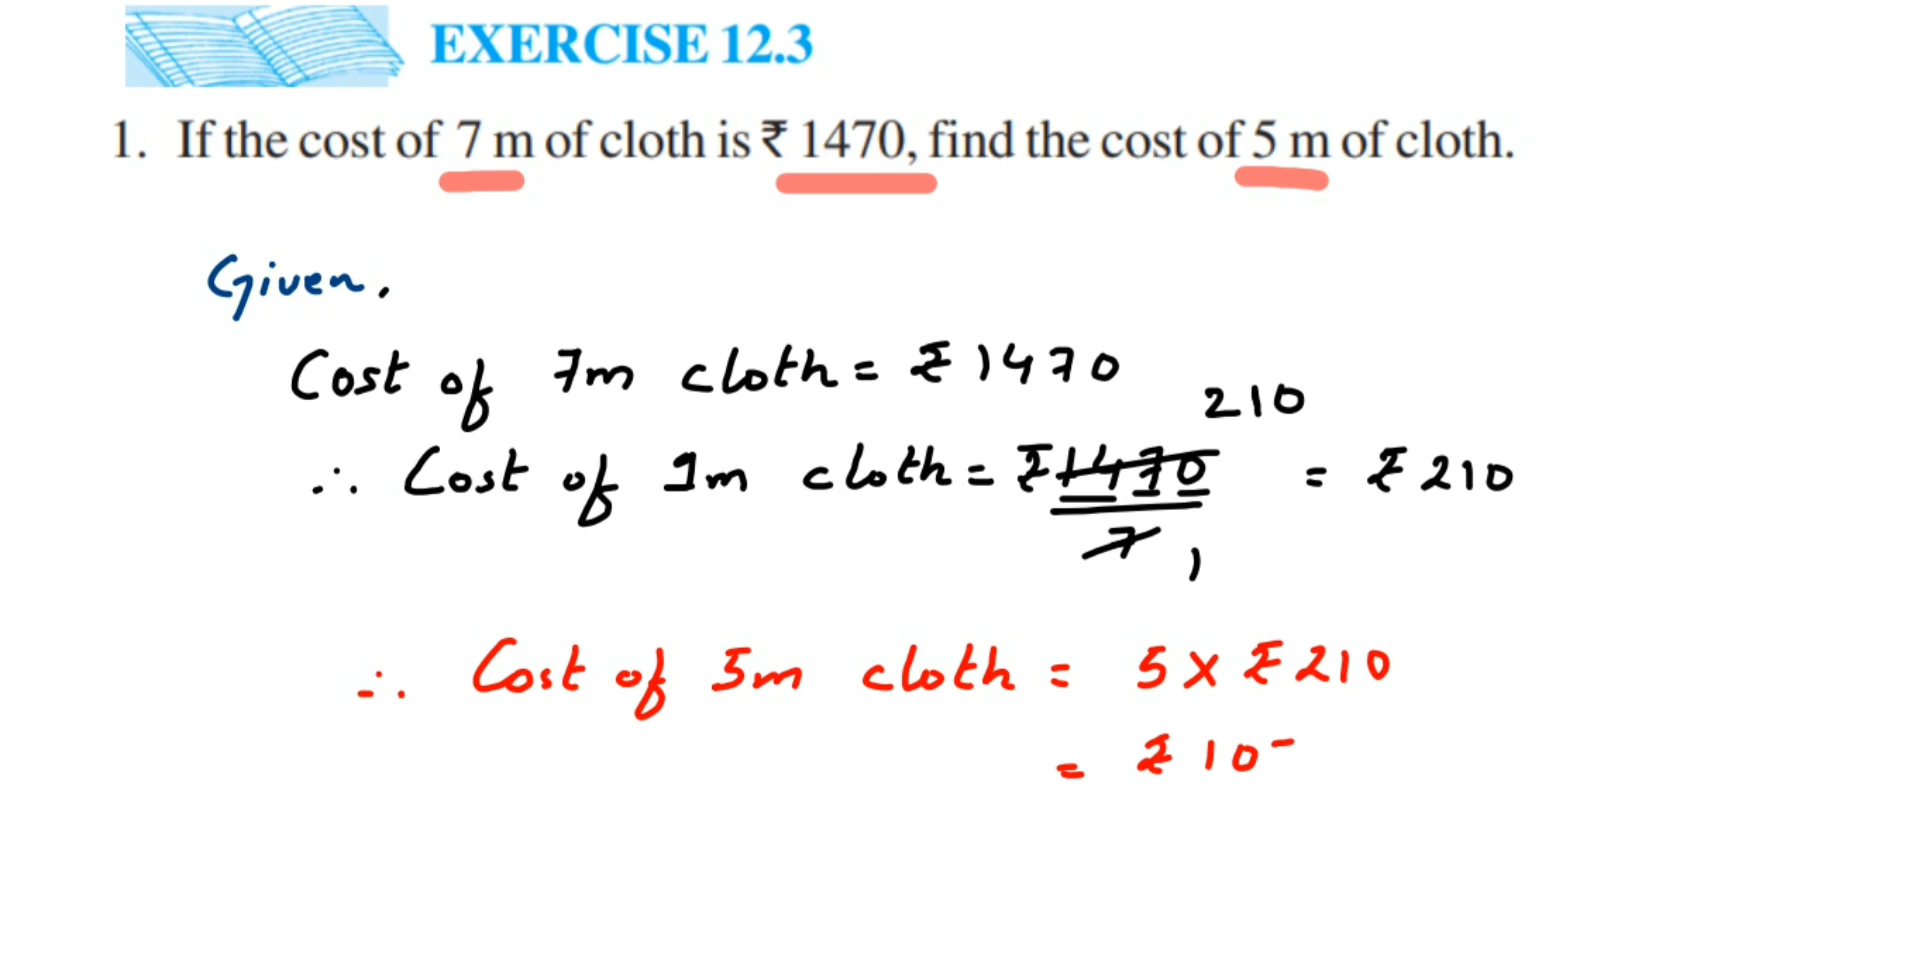 EXERCISE 12.3
1. If the cost of 7 m of cloth is ₹ 1470, find the cost of 5 m of cloth.
Given,
Cost of 7m cloth = ₹ 1470
210
∴ Cost of 1m cloth = ₹1470 = ₹ 210
7 1
∴ Cost of 5m cloth = 5 × ₹ 210
= ₹ 10